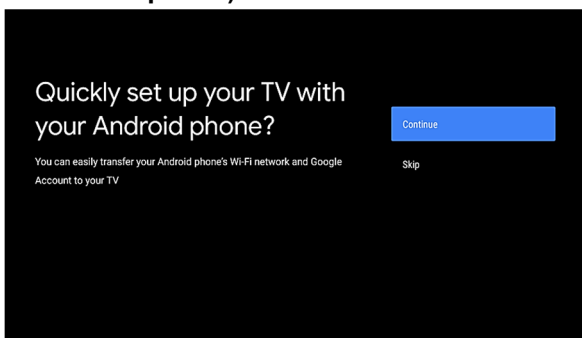 Quickly set up your TV with
your Android phone?
You can easily transfer your Android phone's Wi-Fi network and Google
Account to your TV
Continue
Skip